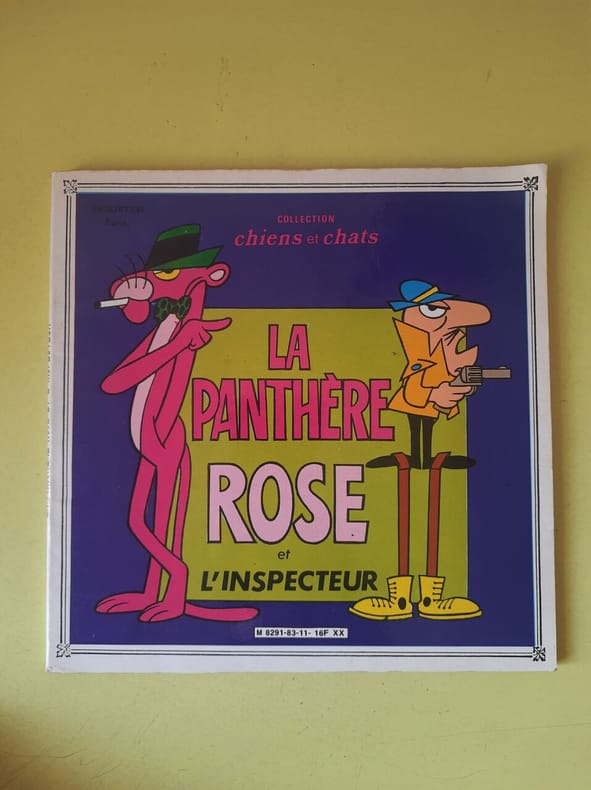 COLLECTION
chiens et chats
LA
PANTHÈRE
ROSE
et
L'INSPECTEUR
M 8291-83-11- 16F XX